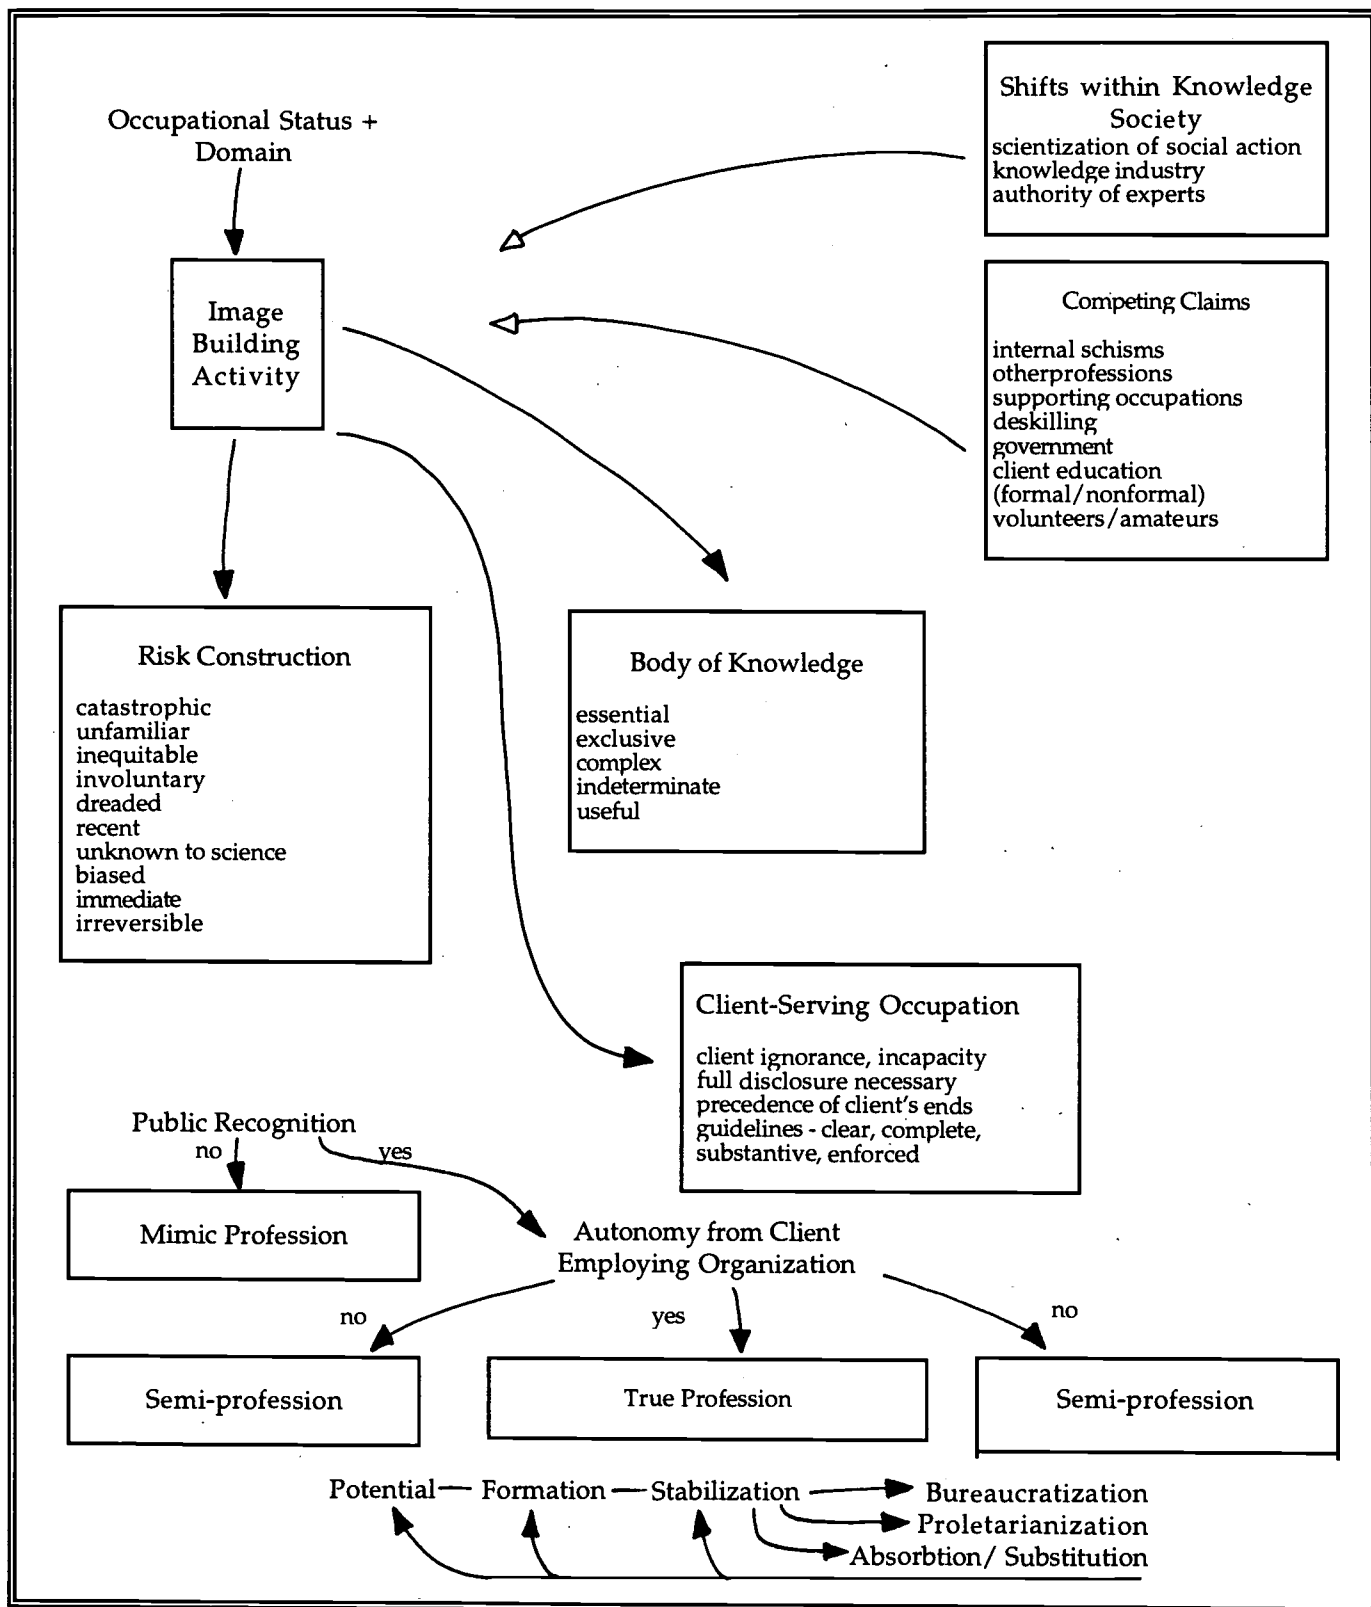 Occupational Status +
Domain
Shifts within Knowledge
Society
scientization of social action
knowledge industry
authority of experts
Image
Building
Activity
Competing Claims
internal schisms
otherprofessions
supporting occupations
deskilling
government
client education
(formal/nonformal)
volunteers/amateurs
Risk Construction
catastrophic
unfamiliar
inequitable
involuntary
dreaded
recent
unknown to science
biased
immediate
irreversible
Body of Knowledge
essential
exclusive
complex
indeterminate
useful
Client-Serving Occupation
client ignorance, incapacity
full disclosure necessary
precedence of client's ends
guidelines - clear, complete,
substantive, enforced
Public Recognition
no
yes
Mimic Profession
Autonomy from Client
Employing Organization
no
yes
no
Semi-profession
True Profession
Semi-profession
Potential — Formation — Stabilization
Bureaucratization
Proletarianization
Absorbtion/ Substitution